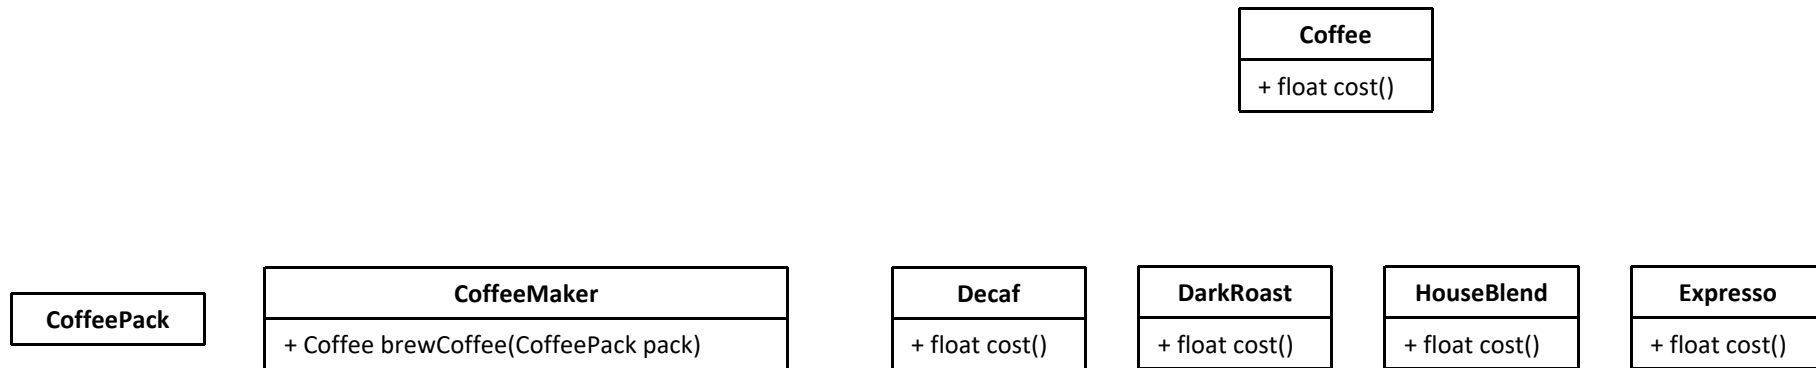 Coffee
+ float cost()
CoffeePack
CoffeeMaker
+ Coffee brewCoffee(CoffeePack pack)
Decaf
+ float cost()
DarkRoast
+ float cost()
HouseBlend
+ float cost()
Expresso
+ float cost()